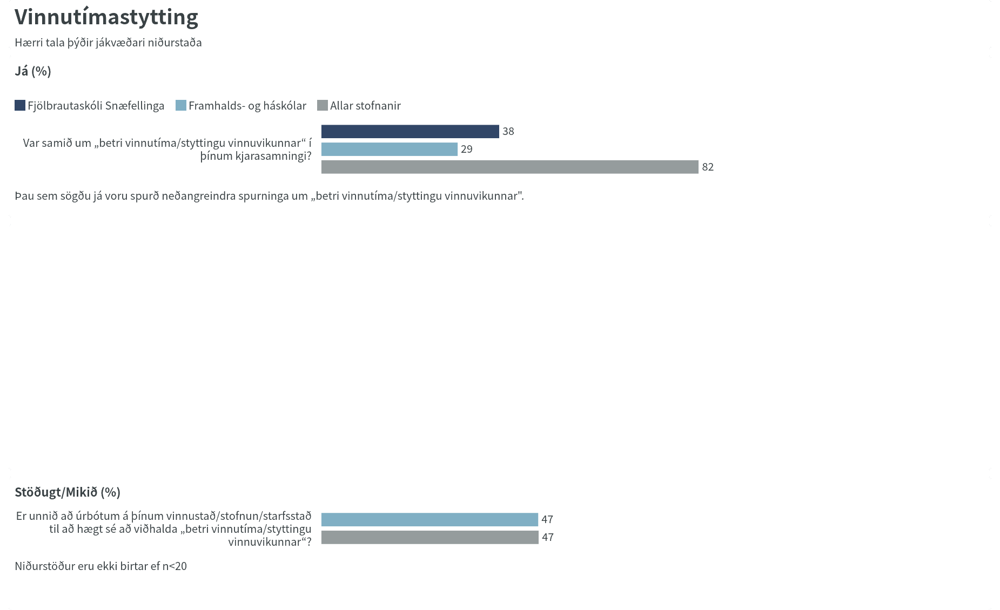 Vinnutímastytting
Hærri tala þýðir jákvæðari niðurstaða
Já (%)
Fjölbrautaskóli Snæfellinga Framhalds- og háskólar Allar stofnanir
Var samið um „betri vinnutíma/styttingu vinnuvikunnar“ í
þínum kjarasamningi?
38
29
82
Þau sem sögðu já voru spurð neðangreindra spurninga um „betri vinnutíma/styttingu vinnuvikunnar".
Stöðugt/Mikið (%)
Er unnið að úrbótum á þínum vinnustað/stofnun/starfsstað
til að hægt sé að viðhalda „betri vinnutíma/styttingu
vinnuvikunnar“?
47
47
Niðurstöður eru ekki birtar ef n<20